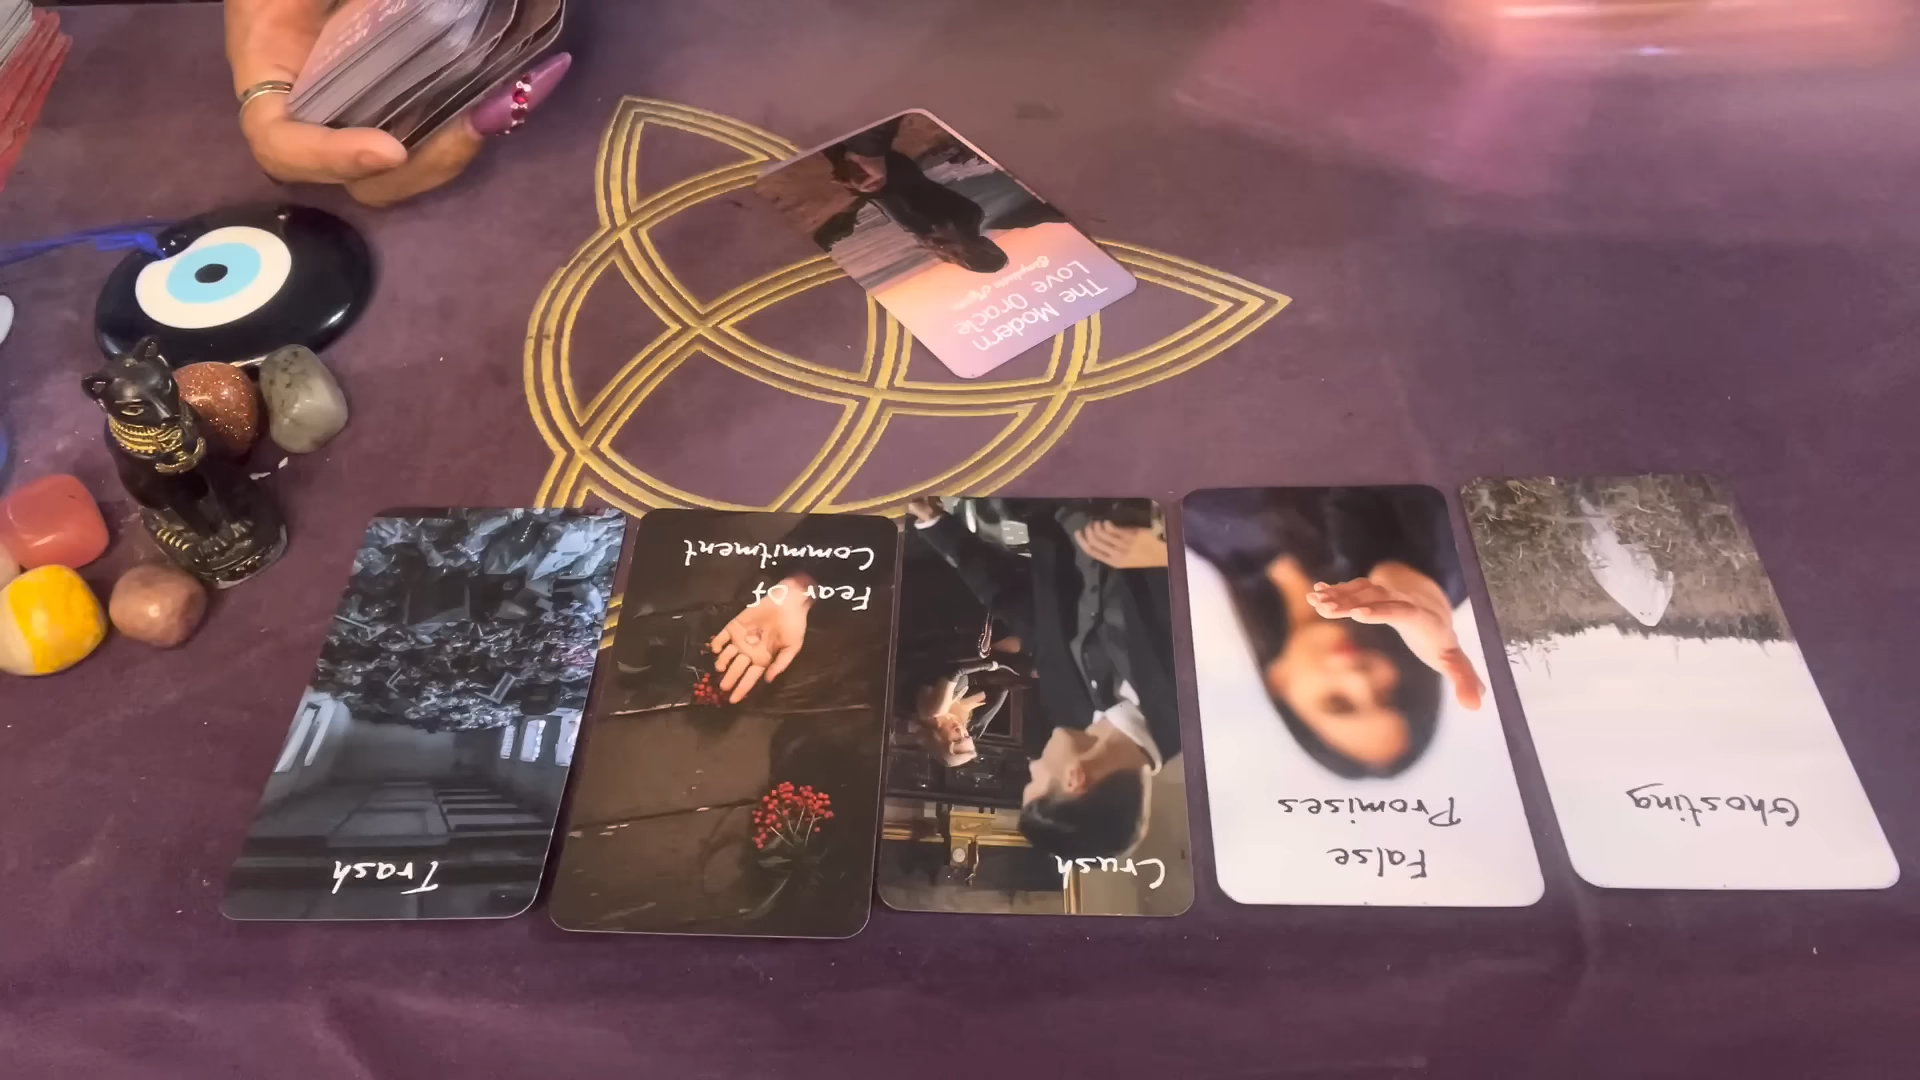 The Modern
Love Oracle
Trash
Fear Of
Commitment
Crush
False
Promises
Ghosting